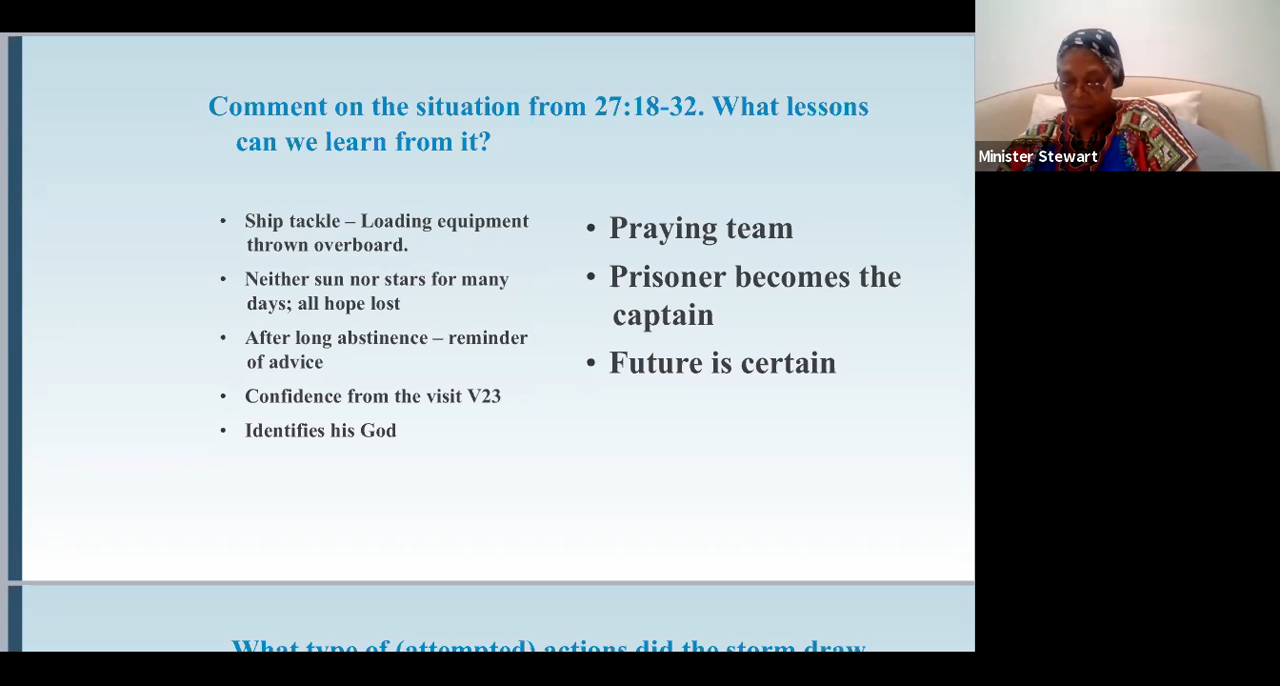 Comment on the situation from 27:18-32. What lessons
can we learn from it?
• Ship tackle – Loading equipment
thrown overboard.
• Neither sun nor stars for many
days; all hope lost
• After long abstinence – reminder
of advice
• Confidence from the visit V23
• Identifies his God
• Praying team
• Prisoner becomes the
captain
• Future is certain
What type of (attempted) actions did the storm draw
Minister Stewart